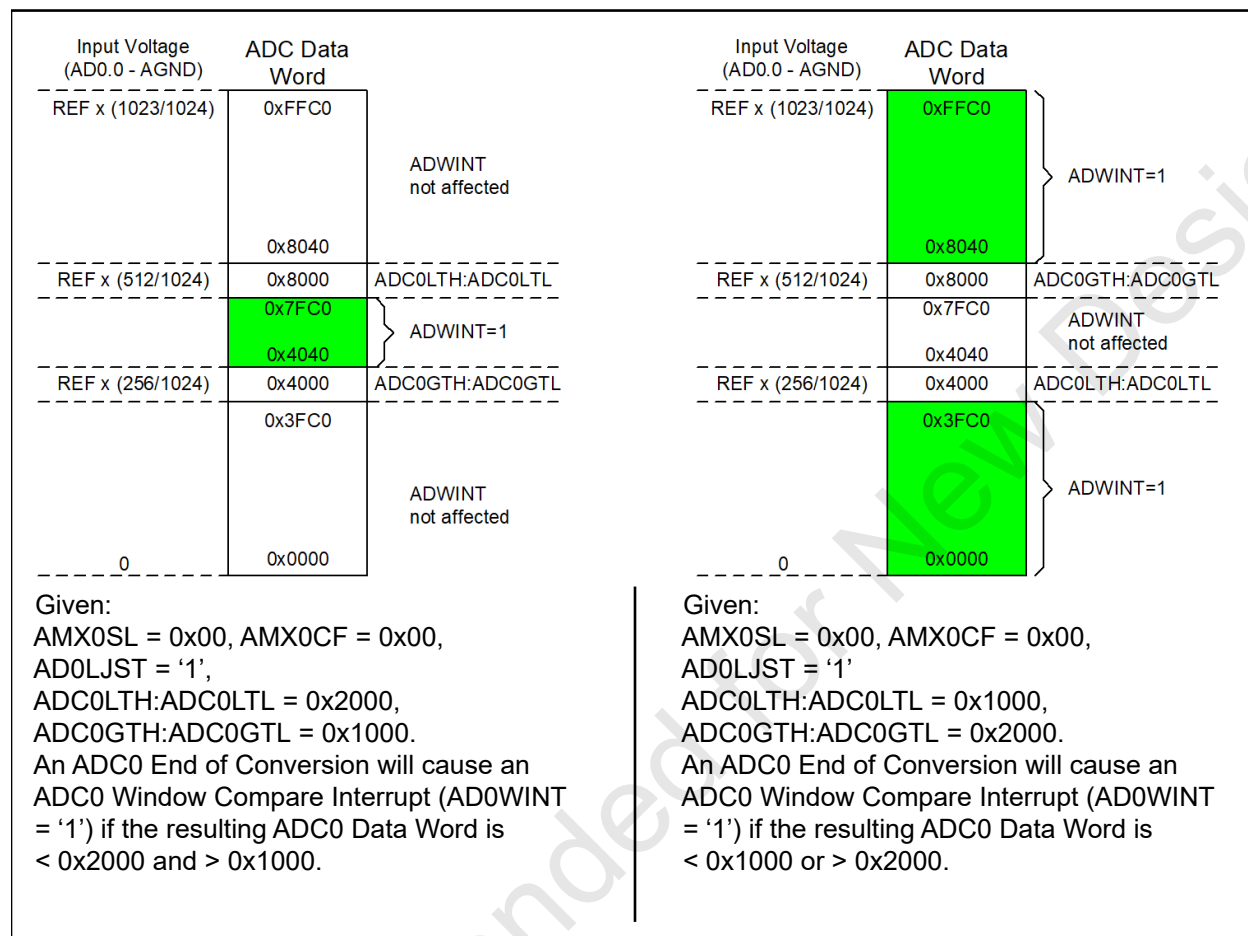 Input Voltage
(AD0.0 - AGND)
ADC Data
Word
REF x (1023/1024)
0xFFC0
ADWINT
not affected
0x8040
REF x (512/1024)
0x8000
ADC0LTH:ADC0LTL
0x7FC0
ADWINT=1
0x4040
REF x (256/1024)
0x4000
ADC0GTH:ADC0GTL
0x3FC0
ADWINT
not affected
0
0x0000
Given:
AMX0SL = 0x00, AMX0CF = 0x00,
AD0LJST = ‘1’,
ADC0LTH:ADC0LTL = 0x2000,
ADC0GTH:ADC0GTL = 0x1000.
An ADC0 End of Conversion will cause an
ADC0 Window Compare Interrupt (AD0WINT
= ‘1’) if the resulting ADC0 Data Word is
< 0x2000 and > 0x1000.
Input Voltage
(AD0.0 - AGND)
ADC Data
Word
REF x (1023/1024)
0xFFC0
ADWINT=1
0x8040
REF x (512/1024)
0x8000
ADC0GTH:ADC0GTL
0x7FC0
ADWINT
not affected
0x4040
REF x (256/1024)
0x4000
ADC0LTH:ADC0LTL
0x3FC0
ADWINT=1
0
0x0000
Given:
AMX0SL = 0x00, AMX0CF = 0x00,
AD0LJST = ‘1’
ADC0LTH:ADC0LTL = 0x1000,
ADC0GTH:ADC0GTL = 0x2000.
An ADC0 End of Conversion will cause an
ADC0 Window Compare Interrupt (AD0WINT
= ‘1’) if the resulting ADC0 Data Word is
< 0x1000 or > 0x2000.
for New